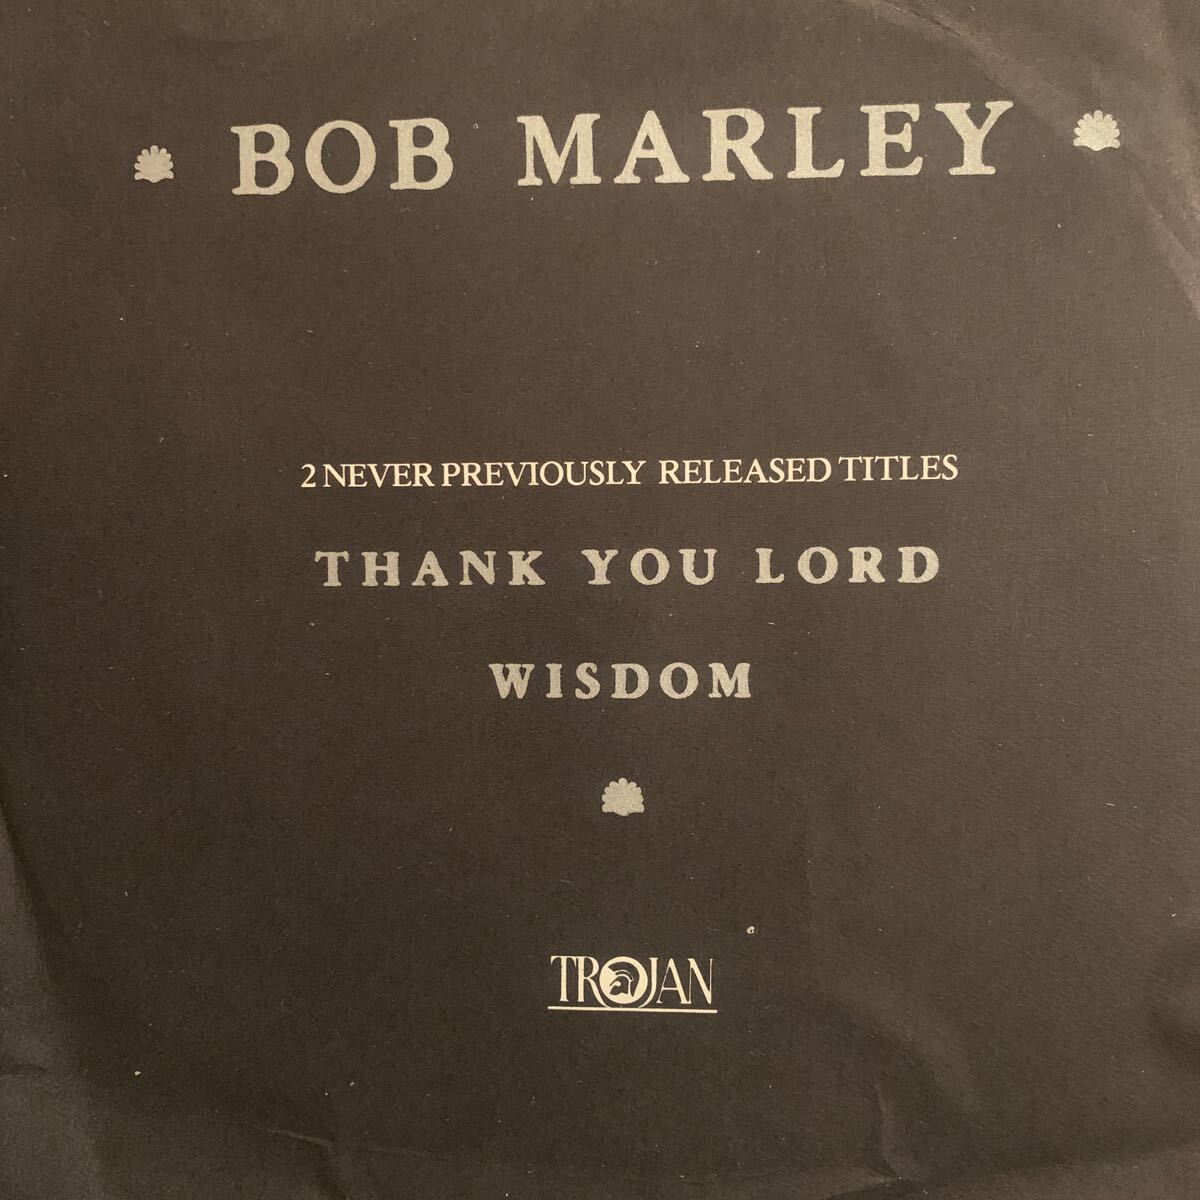 BOB MARLEY
2 NEVER PREVIOUSLY RELEASED TITLES
THANK YOU LORD
WISDOM
TROJAN